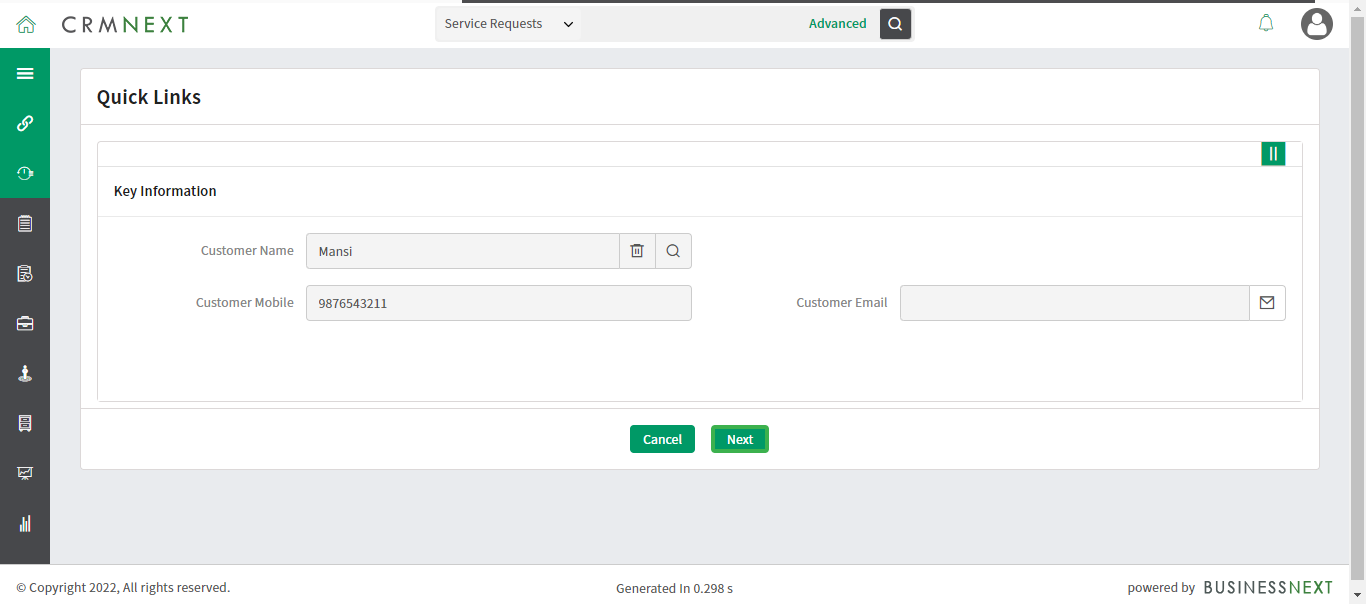 CRMNEXT
Service Requests
Advanced
Quick Links
Key Information
Customer Name
Mansi
Customer Mobile
9876543211
Customer Email
Cancel
Next
© Copyright 2022, All rights reserved.
Generated In 0.298 s
powered by BUSINESSNEXT